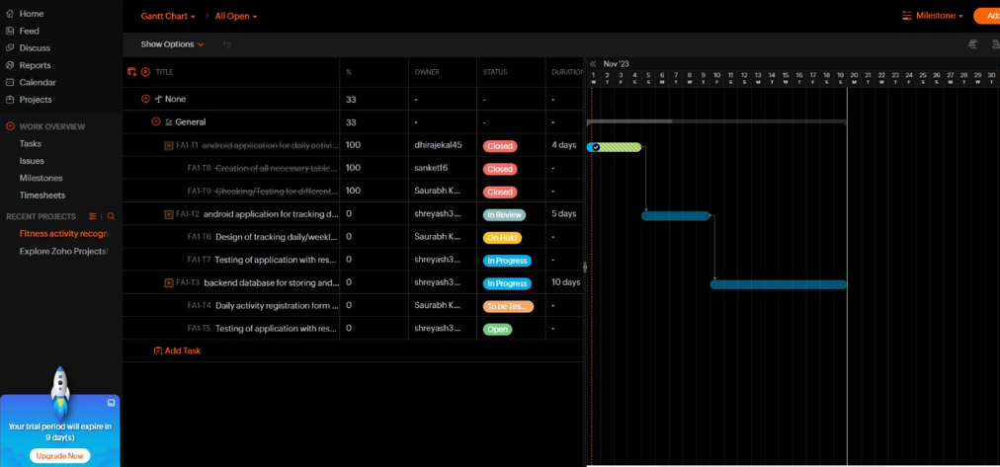 Home
Feed
Discuss
Reports
Calendar
Projects
WORK OVERVIEW
Tasks
Issues
Milestones
Timesheets
RECENT PROJECTS
Fitness activity recogn
Explore Zoho Projects!
Your trial period will expire in
9 day(s)
Upgrade Now
Gantt Chart All Open Milestone Add
Show Options
TITLE % OWNER STATUS DURATION
None 33 - - -
General 33 - - -
FA1-T1 android application for daily activi... 100 dhirajekal45 Closed 4 days
FA1-T8 Creation of all necessary table... 100 sanketf6 Closed -
FA1-T9 Checking/Testing for different... 100 Saurabh K... Closed -
FA1-T2 android application for tracking d... 0 shreyash3... In Review 5 days
FA1-T6 Design of tracking daily/weekl... 0 Saurabh K... On Hold -
FA1-T7 Testing of application with res... 0 shreyash3... In Progress -
FA1-T3 backend database for storing and... 0 shreyash3... In Progress 10 days
FA1-T4 Daily activity registration form ... 0 Saurabh K... To be Tes... -
FA1-T5 Testing of application with res... 0 shreyash3... Open -
Add Task
Nov '23
1 2 3 4 5 6 7 8 9 10 11 12 13 14 15 16 17 18 19 20 21 22 23 24 25 26 27 28 29 30
W T F S S M T W T F S S M T W T F S S M T W T F S S M T W T